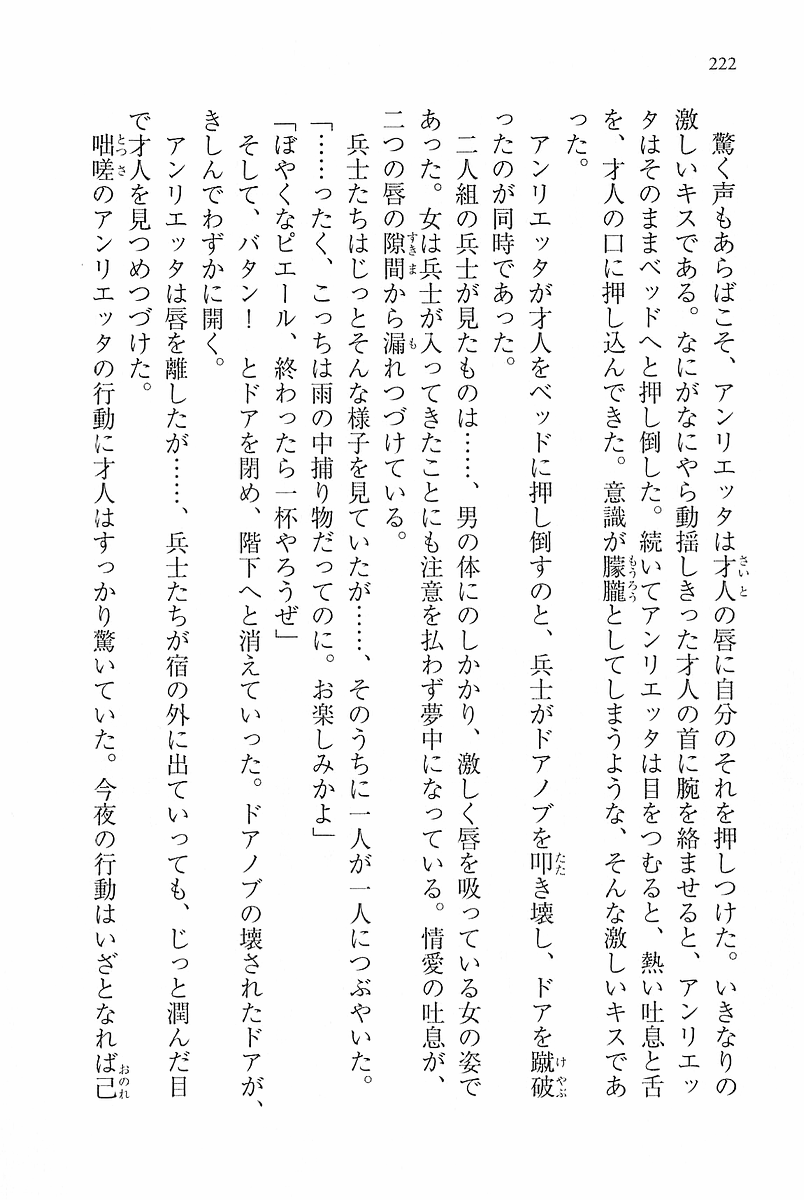 222
驚く声もあらばこそ、アンリエッタは才人の唇に自分のそれを押しつけた。いきなりの
激しいキスである。なにがなにやら動揺しきった才人の首に腕を絡ませると、アンリエッ
タはそのままベッドへと押し倒した。続いてアンリエッタは目をつむると、熱い吐息と舌
を、才人の口に押し込んできた。意識が朦朧としてしまうような、そんな激しいキスであ
った。
アンリエッタが才人をベッドに押し倒すのと、兵士がドアノブを叩き壊し、ドアを蹴破
ったのが同時であった。
二人組の兵士が見たものは……、男の体にのしかかり、激しく唇を吸っている女の姿で
あった。女は兵士が入ってきたことにも注意を払わず夢中になっている。情愛の吐息が、
二つの唇の隙間から漏れつづけている。
兵士たちはじっとそんな様子を見ていたが……、そのうちに一人が一人につぶやいた。
「……ったく、こっちは雨の中捕り物だってのに。お楽しみかよ」
「ぼやくなピエール、終わったら一杯やろうぜ」
そして、バタン！　とドアを閉め、階下へと消えていった。ドアノブの壊されたドアが、
きしんでわずかに開く。
アンリエッタは唇を離したが……、兵士たちが宿の外に出ていっても、じっと潤んだ目
で才人を見つめつづけた。
咄嗟のアンリエッタの行動に才人はすっかり驚いていた。今夜の行動はいざとなれば己